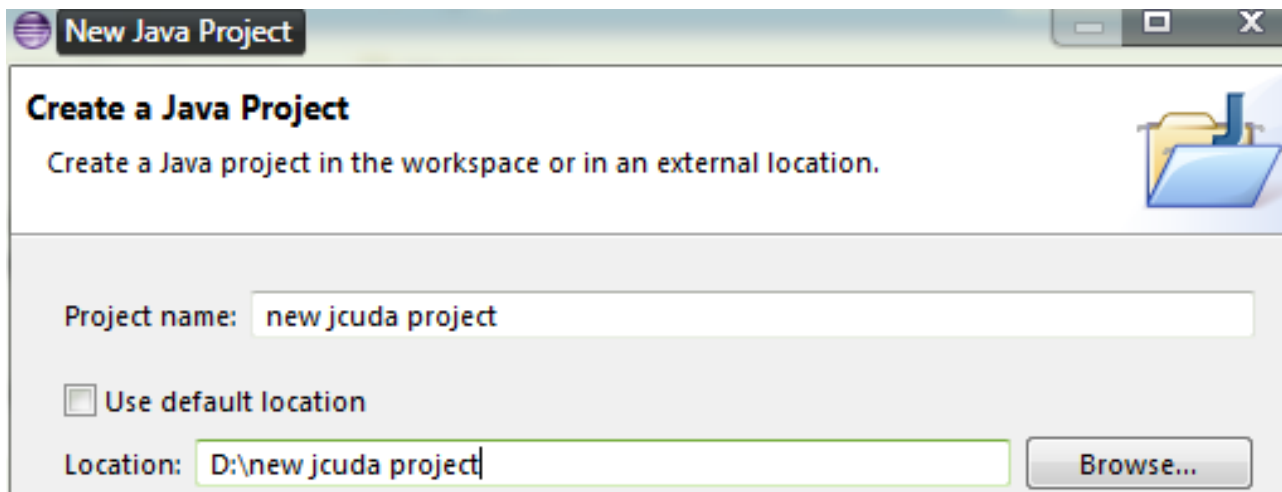 New Java Project
Create a Java Project
Create a Java project in the workspace or in an external location.
Project name: new jcuda project
Use default location
Location: D:\new jcuda project Browse...